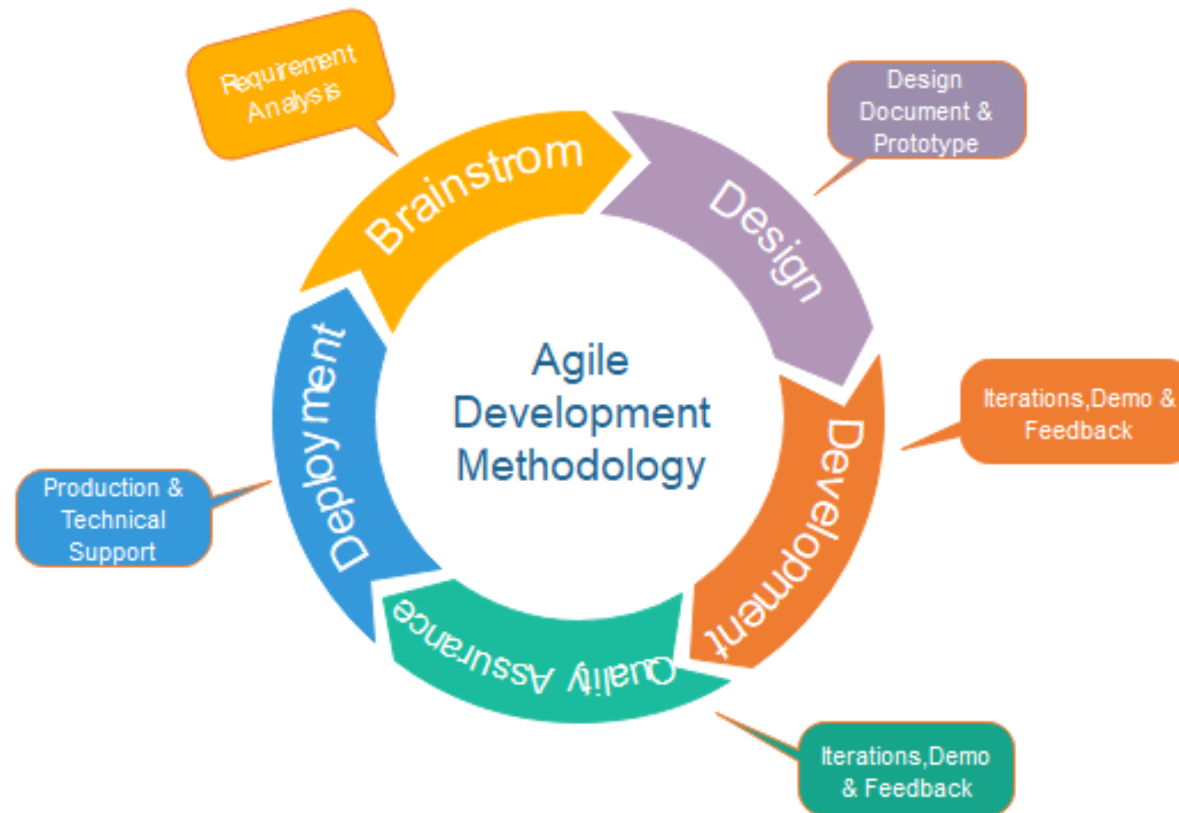 Requirement
Analysis
Brainstrom
Design
Document &
Prototype
Design
Iterations,Demo &
Feedback
Development
Iterations,Demo
& Feedback
Quality Assurance
Production &
Technical
Support
Deployment
Agile
Development
Methodology